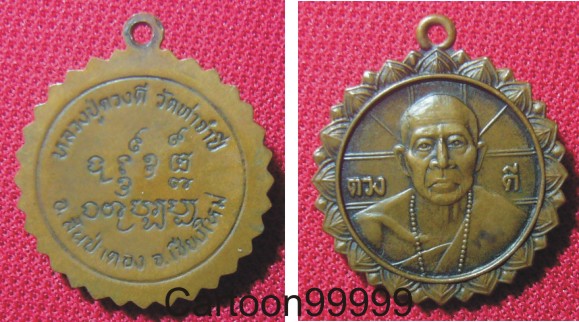 หลวงปู่ดวงดี วัดท่าจำปี
อ.สันป่าตอง จ.เชียงใหม่
ดวง ดี
Cartoon99999